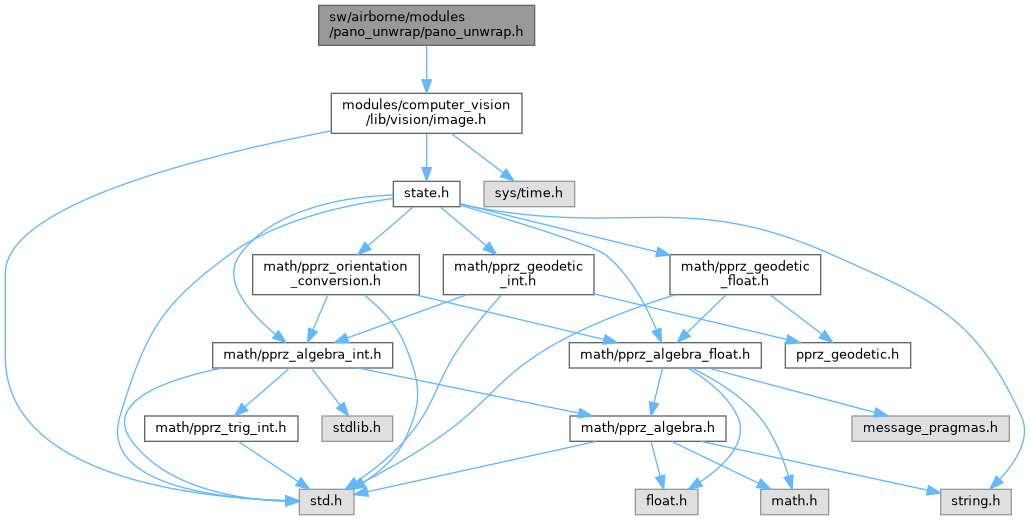 sw/airborne/modules
/pano_unwrap/pano_unwrap.h
modules/computer_vision
/lib/vision/image.h
state.h
sys/time.h
math/pprz_orientation
_conversion.h
math/pprz_geodetic
_int.h
math/pprz_geodetic
_float.h
math/pprz_algebra_int.h
math/pprz_algebra_float.h
pprz_geodetic.h
math/pprz_trig_int.h
stdlib.h
math/pprz_algebra.h
message_pragmas.h
std.h
float.h
math.h
string.h